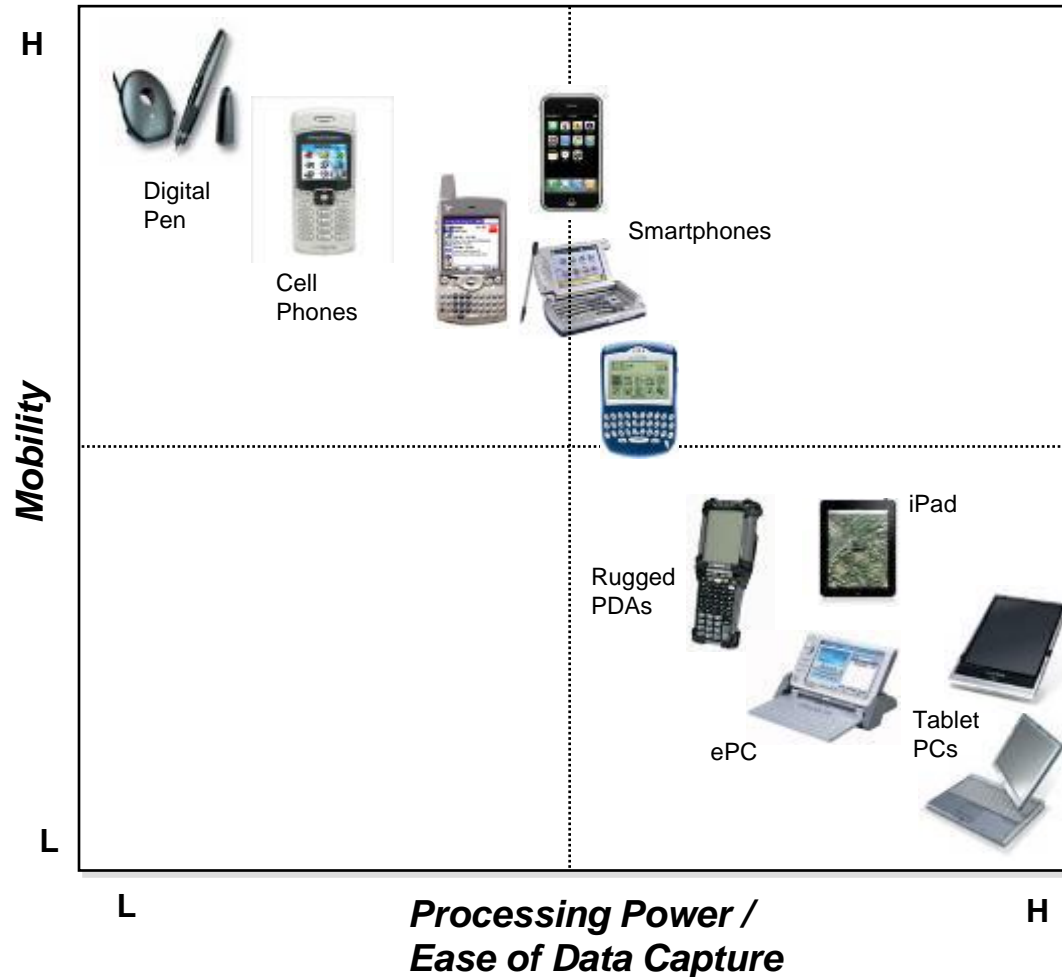 H
Digital
Pen
Cell
Phones
Smartphones
Mobility
iPad
Rugged
PDAs
Tablet
PCs
ePC
L
L
Processing Power /
Ease of Data Capture
H